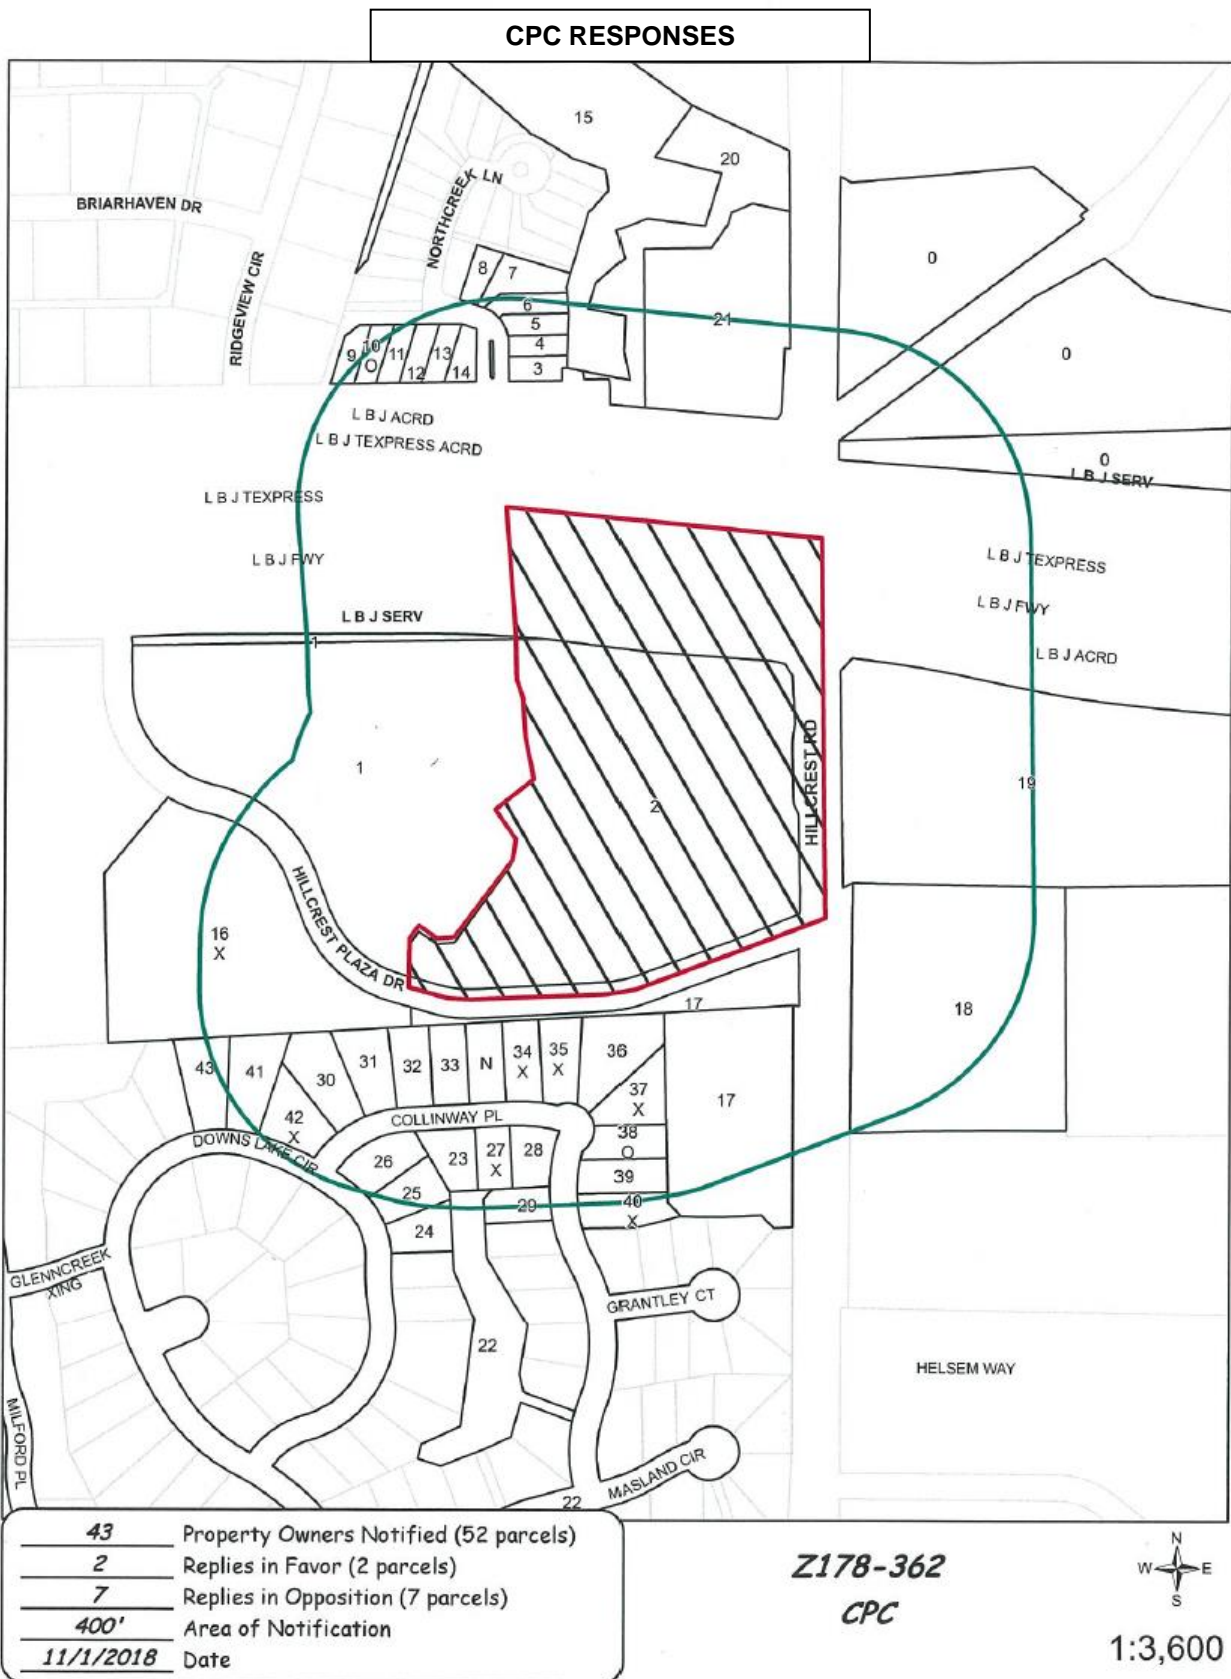 CPC RESPONSES
15
20
BRIARHAVEN DR
NORTHCREEK LN
RIDGEVIEW CIR
8
7
0
6
5
4
3
21
0
9
10
O
11
12
13
14
L B J ACRD
L B J TEXPRESS ACRD
0
L B J SERV
L B J TEXPRESS
L B J FWY
L B J TEXPRESS
L B J FWY
L B J SERV
1
L B J ACRD
HILLCREST RD
1
2
19
HILLCREST PLAZA DR
16
X
17
18
43
41
30
31
32
33
N
34
X
35
X
36
37
X
17
42
X
COLLINWAY PL
38
O
DOWNS LAKE CIR
26
23
27
X
28
39
25
29
40
X
24
GLENNCREEK XING
GRANTLEY CT
22
HELSEM WAY
MILFORD PL
MASLAND CIR
22
43 Property Owners Notified (52 parcels)
2 Replies in Favor (2 parcels)
7 Replies in Opposition (7 parcels)
400' Area of Notification
11/1/2018 Date
Z178-362
CPC
N
W E
S
1:3,600